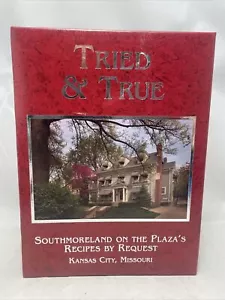 TRIED
& TRUE
SOUTHMORELAND ON THE PLAZA'S
RECIPES BY REQUEST
KANSAS CITY, MISSOURI